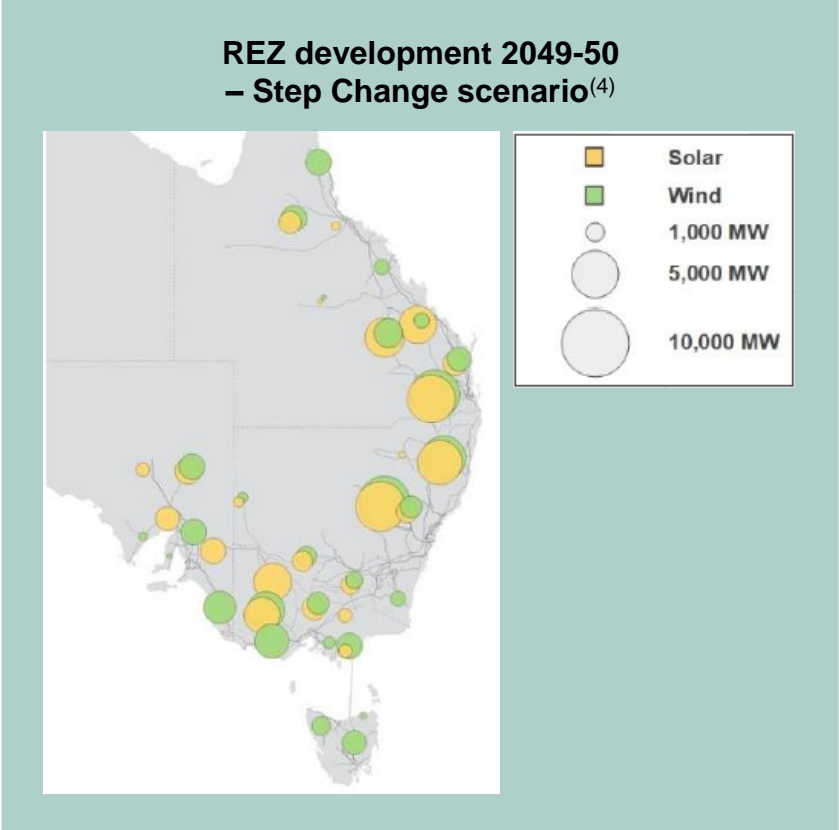 REZ development 2049-50
– Step Change scenario(4)
Solar
Wind
1,000 MW
5,000 MW
10,000 MW